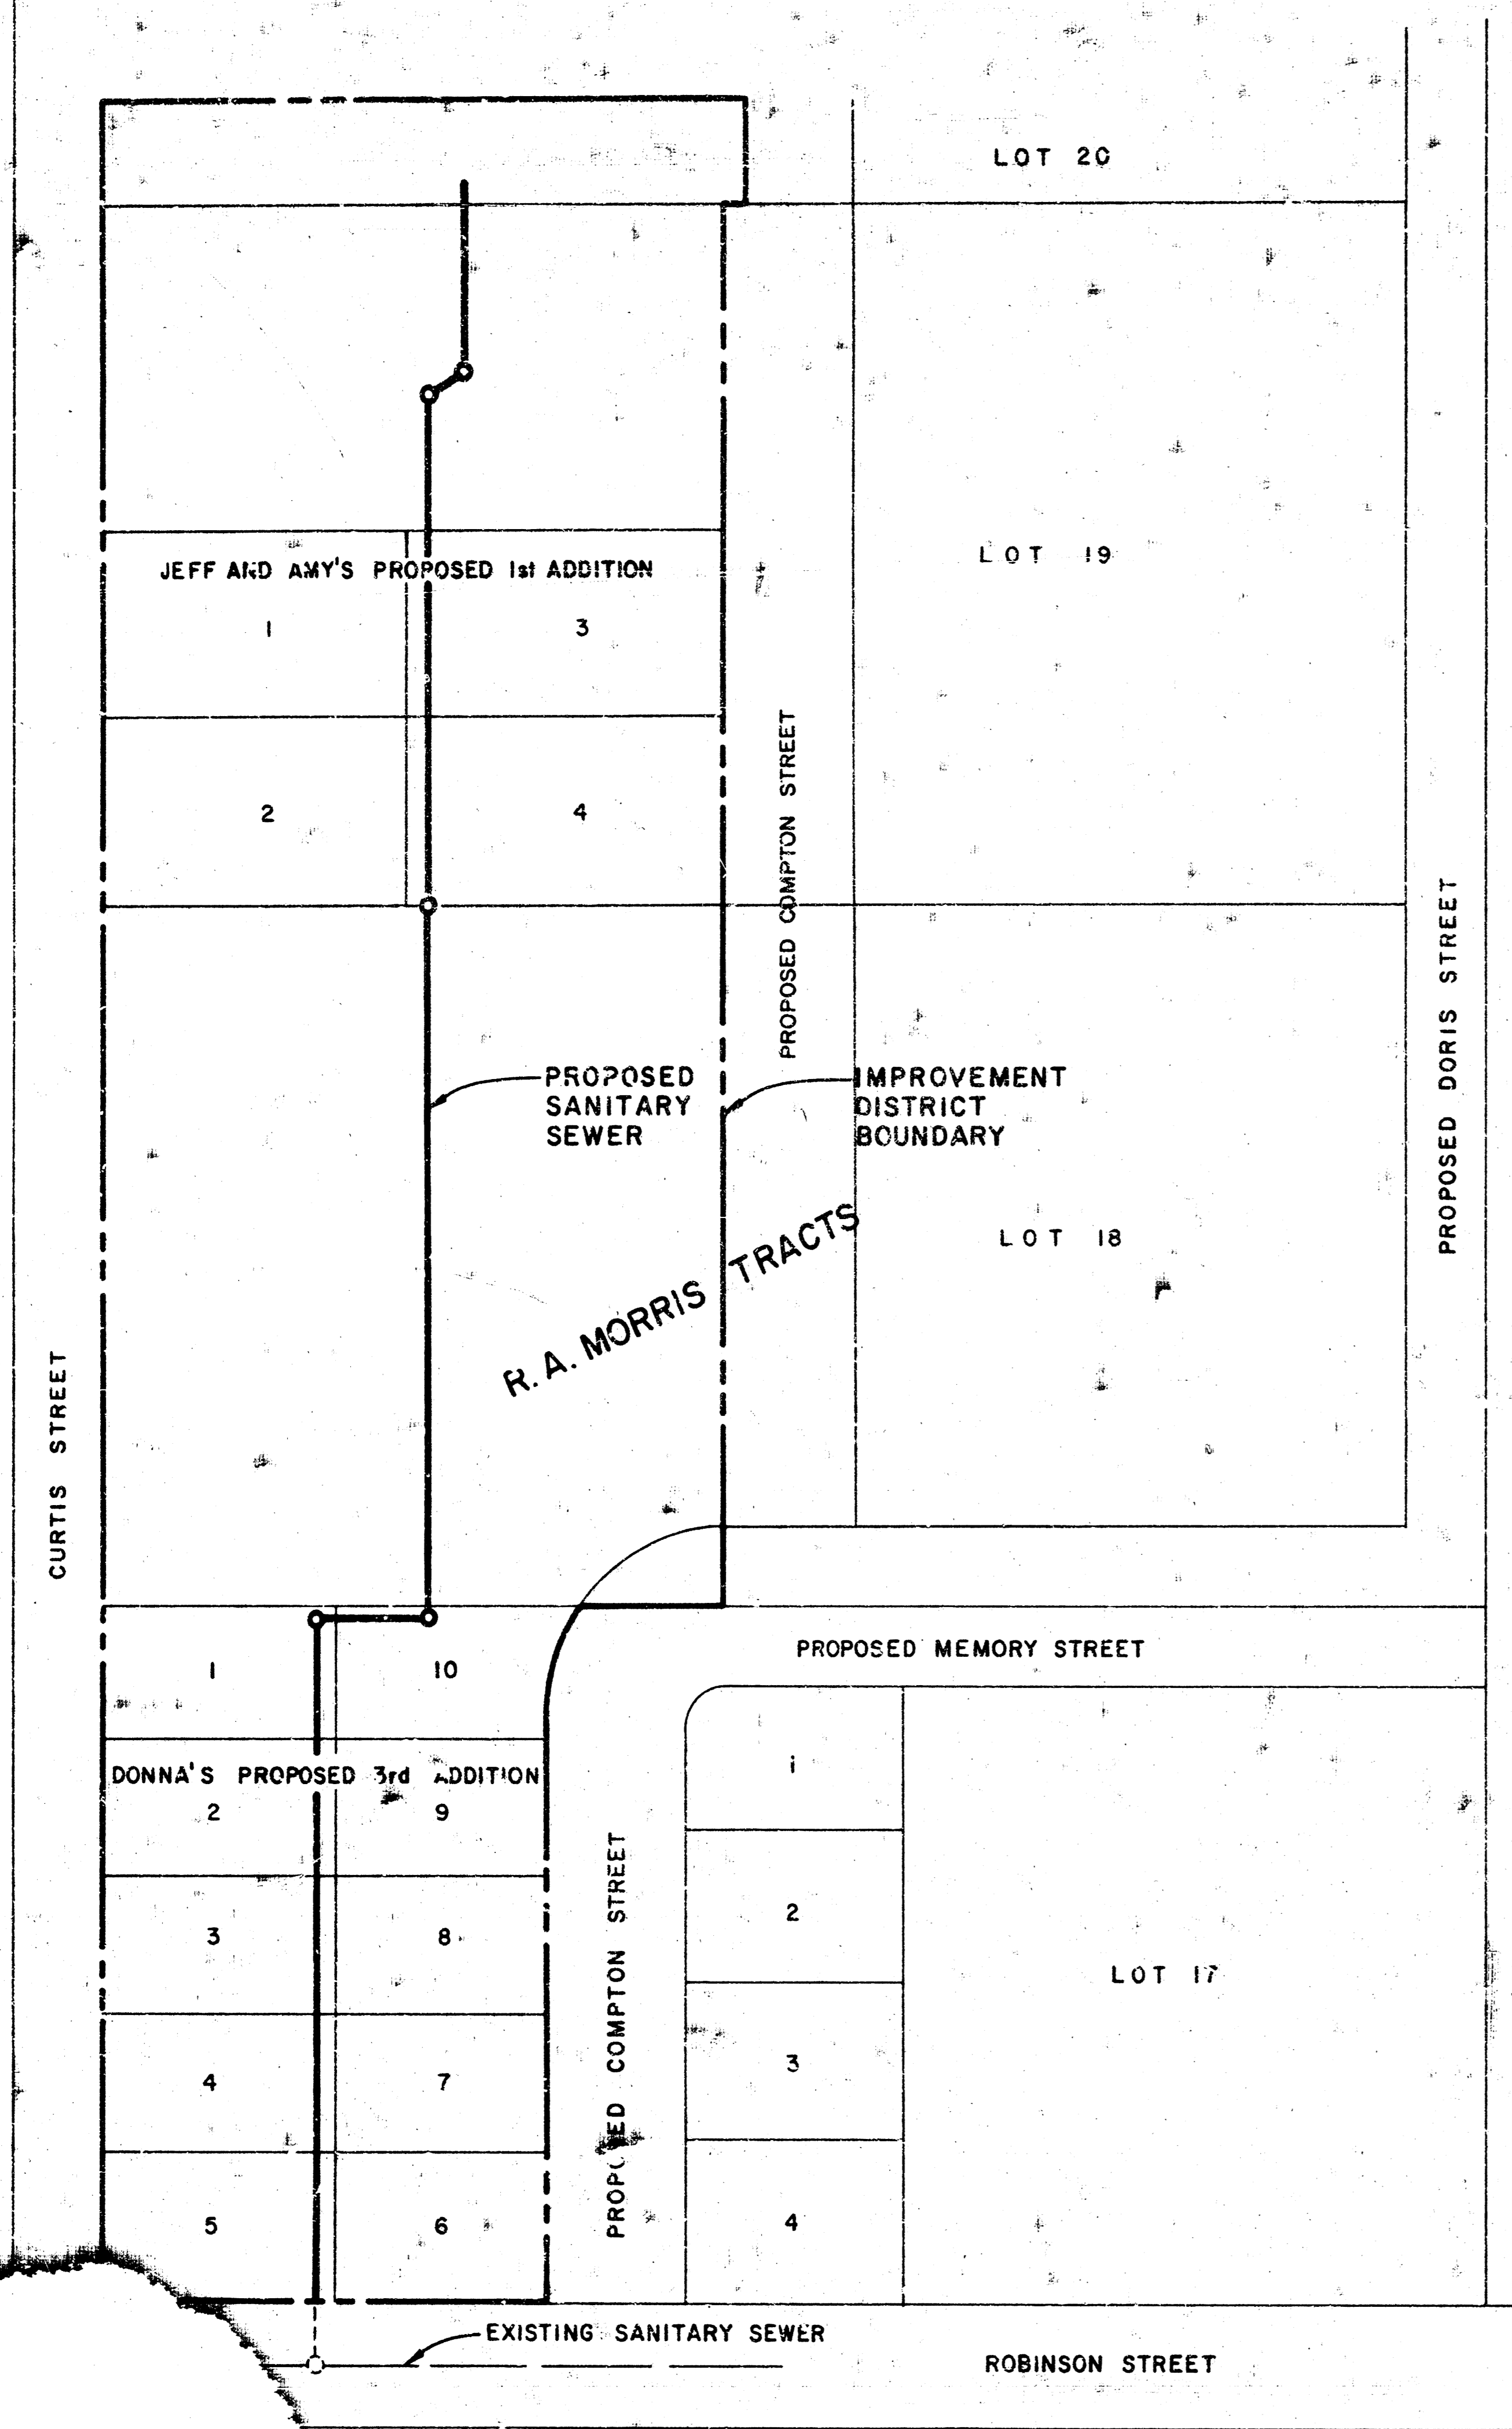 LOT 20
LOT 19
JEFF AND AMY'S PROPOSED 1st ADDITION
1
3
2
4
PROPOSED COMPTON STREET
PROPOSED DORIS STREET
PROPOSED
SANITARY
SEWER
IMPROVEMENT
DISTRICT
BOUNDARY
R. A. MORRIS TRACTS
LOT 18
CURTIS STREET
PROPOSED MEMORY STREET
1
10
DONNA'S PROPOSED 3rd ADDITION
2
9
3
8
4
7
5
6
PROPOSED COMPTON STREET
1
2
3
4
LOT 17
EXISTING SANITARY SEWER
ROBINSON STREET